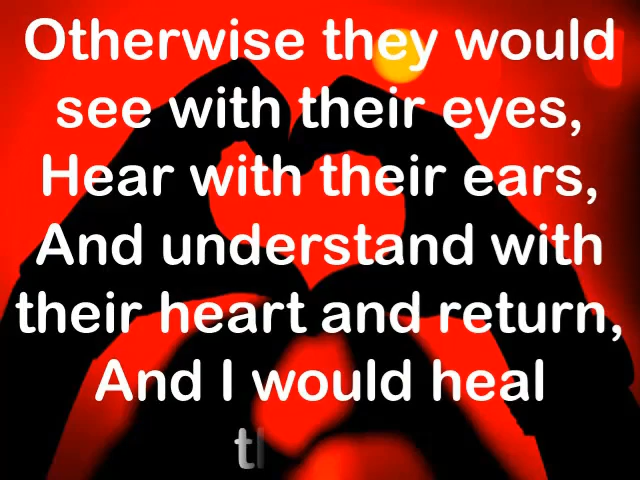 Otherwise they would
see with their eyes,
Hear with their ears,
And understand with
their heart and return,
And I would heal